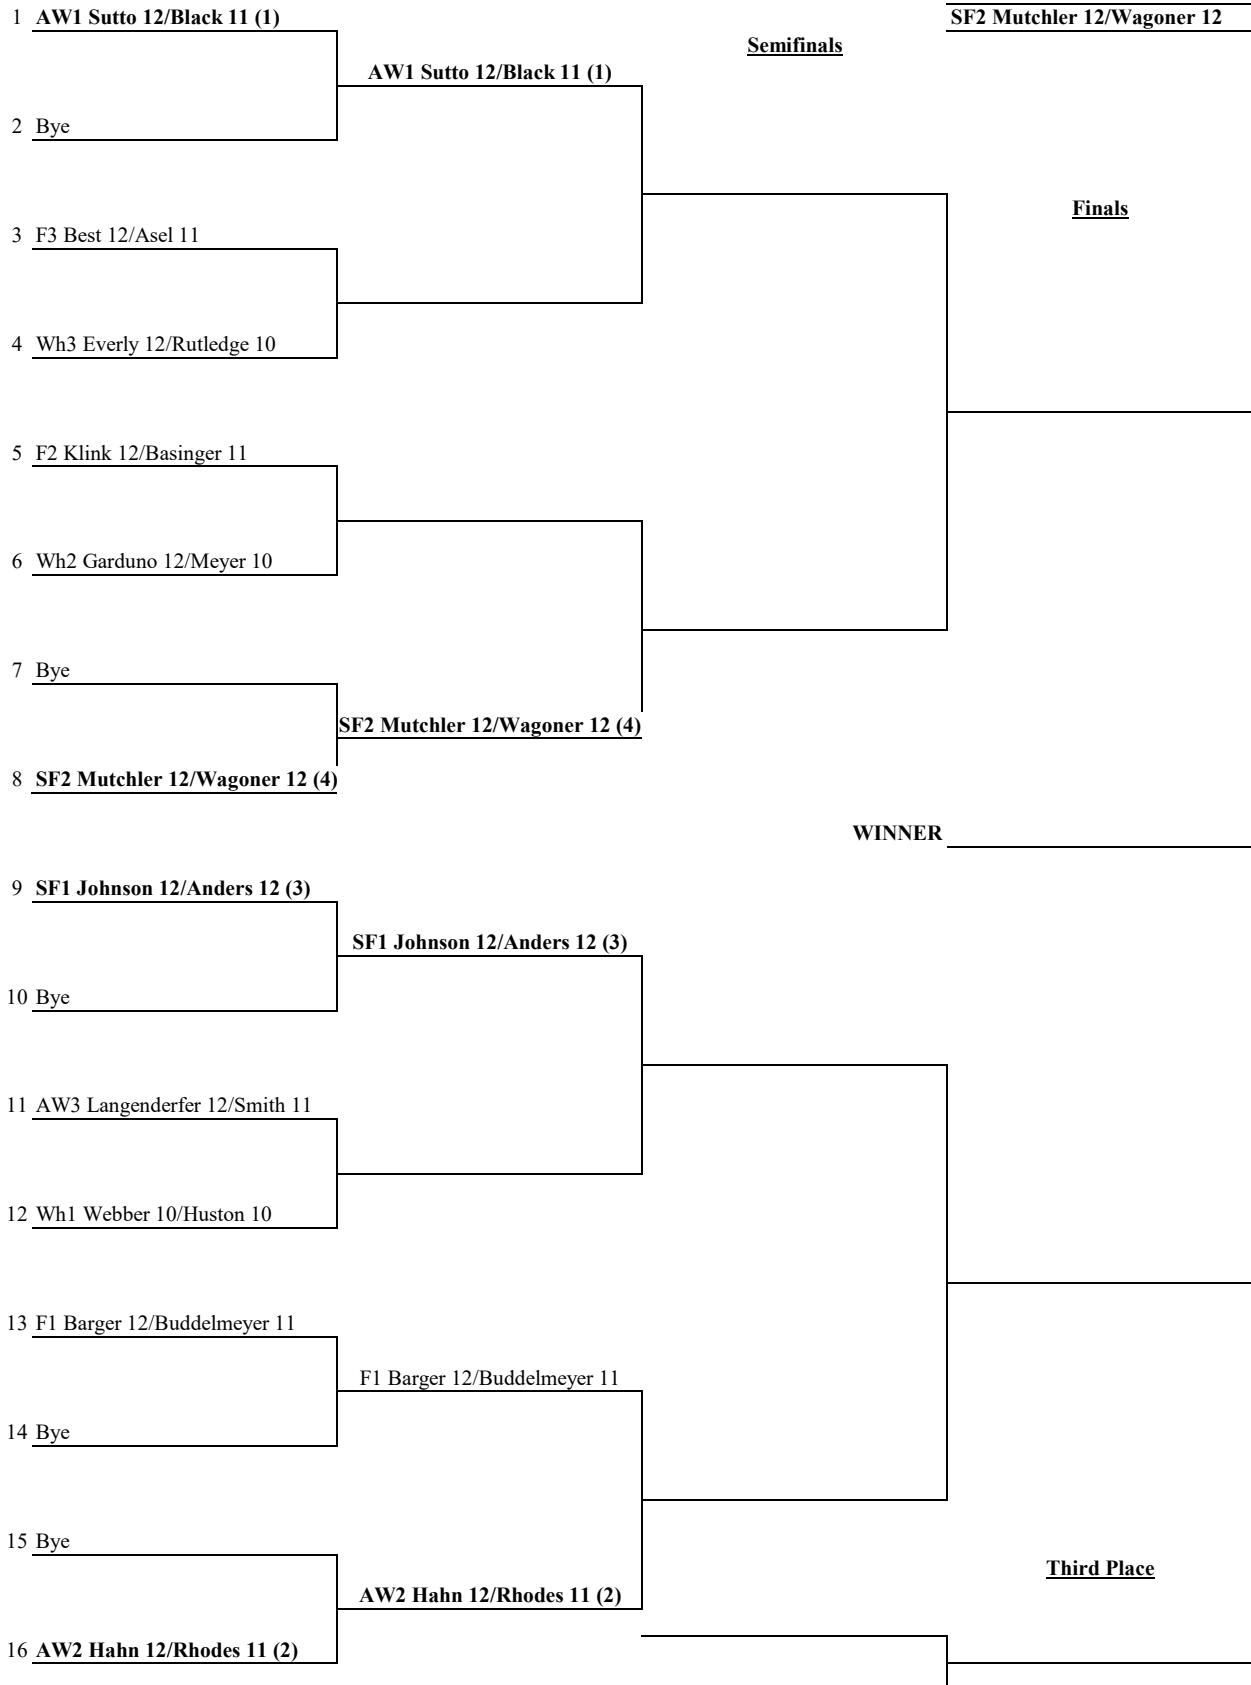 1 AW1 Sutto 12/Black 11 (1)
SF2 Mutchler 12/Wagoner 12
Semifinals
AW1 Sutto 12/Black 11 (1)
2 Bye
Finals
3 F3 Best 12/Asel 11
4 Wh3 Everly 12/Rutledge 10
5 F2 Klink 12/Basinger 11
6 Wh2 Garduno 12/Meyer 10
7 Bye
SF2 Mutchler 12/Wagoner 12 (4)
8 SF2 Mutchler 12/Wagoner 12 (4)
WINNER
9 SF1 Johnson 12/Anders 12 (3)
SF1 Johnson 12/Anders 12 (3)
10 Bye
11 AW3 Langenderfer 12/Smith 11
12 Wh1 Webber 10/Huston 10
13 F1 Barger 12/Buddelmeyer 11
F1 Barger 12/Buddelmeyer 11
14 Bye
15 Bye
Third Place
AW2 Hahn 12/Rhodes 11 (2)
16 AW2 Hahn 12/Rhodes 11 (2)